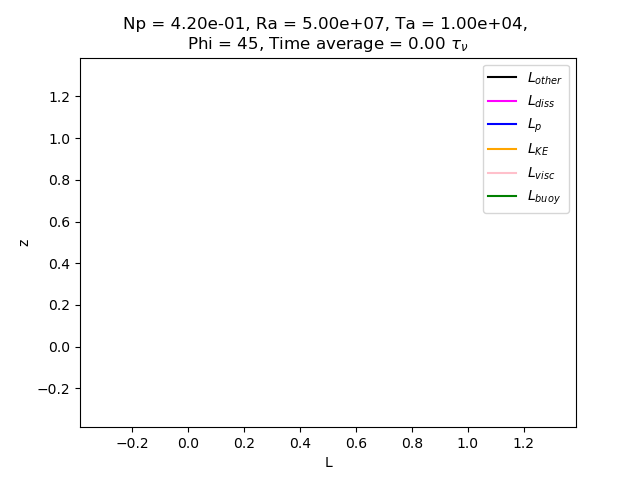 Np = 4.20e-01, Ra = 5.00e+07, Ta = 1.00e+04,
Phi = 45, Time average = 0.00 τ_ν
L_other
L_diss
L_p
L_KE
L_visc
L_buoy
1.2
1.0
0.8
0.6
0.4
0.2
0.0
−0.2
z
−0.2 0.0 0.2 0.4 0.6 0.8 1.0 1.2
L